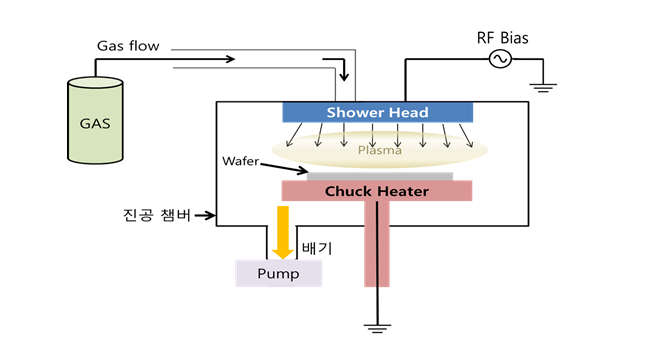 Gas flow
RF Bias
GAS
Shower Head
Plasma
Wafer
Chuck Heater
진공 챔버
배기
Pump